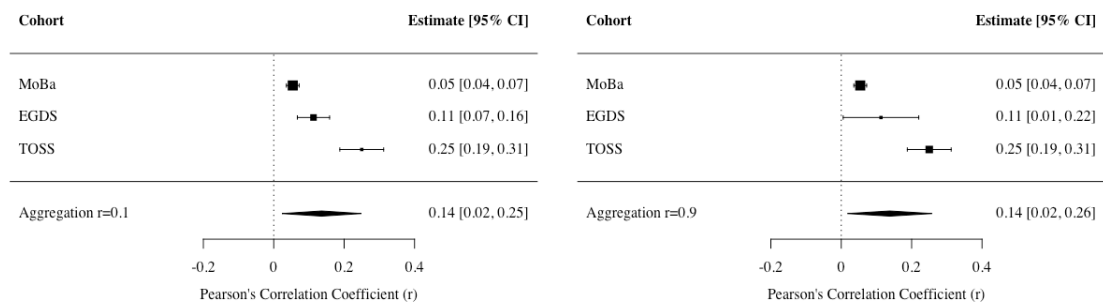 Cohort Estimate [95% CI]
MoBa 0.05 [0.04, 0.07]
EGDS 0.11 [0.07, 0.16]
TOSS 0.25 [0.19, 0.31]
Aggregation r=0.1 0.14 [0.02, 0.25]
-0.2 0 0.2 0.4
Pearson's Correlation Coefficient (r)
Cohort Estimate [95% CI]
MoBa 0.05 [0.04, 0.07]
EGDS 0.11 [0.01, 0.22]
TOSS 0.25 [0.19, 0.31]
Aggregation r=0.9 0.14 [0.02, 0.26]
-0.2 0 0.2 0.4
Pearson's Correlation Coefficient (r)